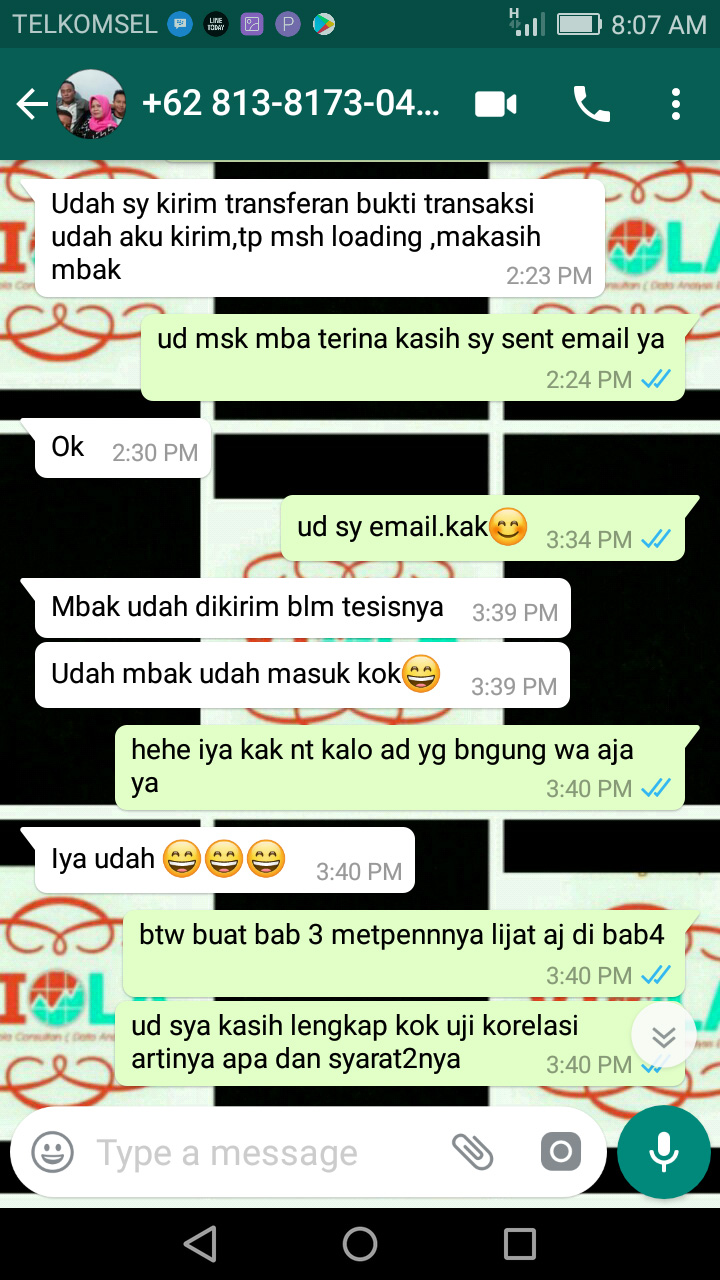 TELKOMSEL
LINE TODAY
P
H
8:07 AM
+62 813-8173-04...
Udah sy kirim transferan bukti transaksi
udah aku kirim,tp msh loading ,makasih
mbak
2:23 PM
ud msk mba terina kasih sy sent email ya
2:24 PM
Ok
2:30 PM
ud sy email.kak😊
3:34 PM
Mbak udah dikirim blm tesisnya
3:39 PM
Udah mbak udah masuk kok😄
3:39 PM
hehe iya kak nt kalo ad yg bngung wa aja
ya
3:40 PM
Iya udah 😄😄😄
3:40 PM
btw buat bab 3 metpennnya lijat aj di bab4
3:40 PM
ud sya kasih lengkap kok uji korelasi
artinya apa dan syarat2nya
3:40 PM
Type a message